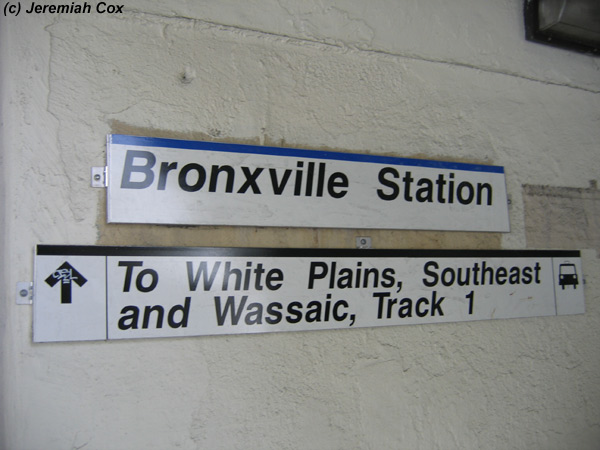 (c) Jeremiah Cox
Bronxville Station
To White Plains, Southeast
and Wassaic, Track 1